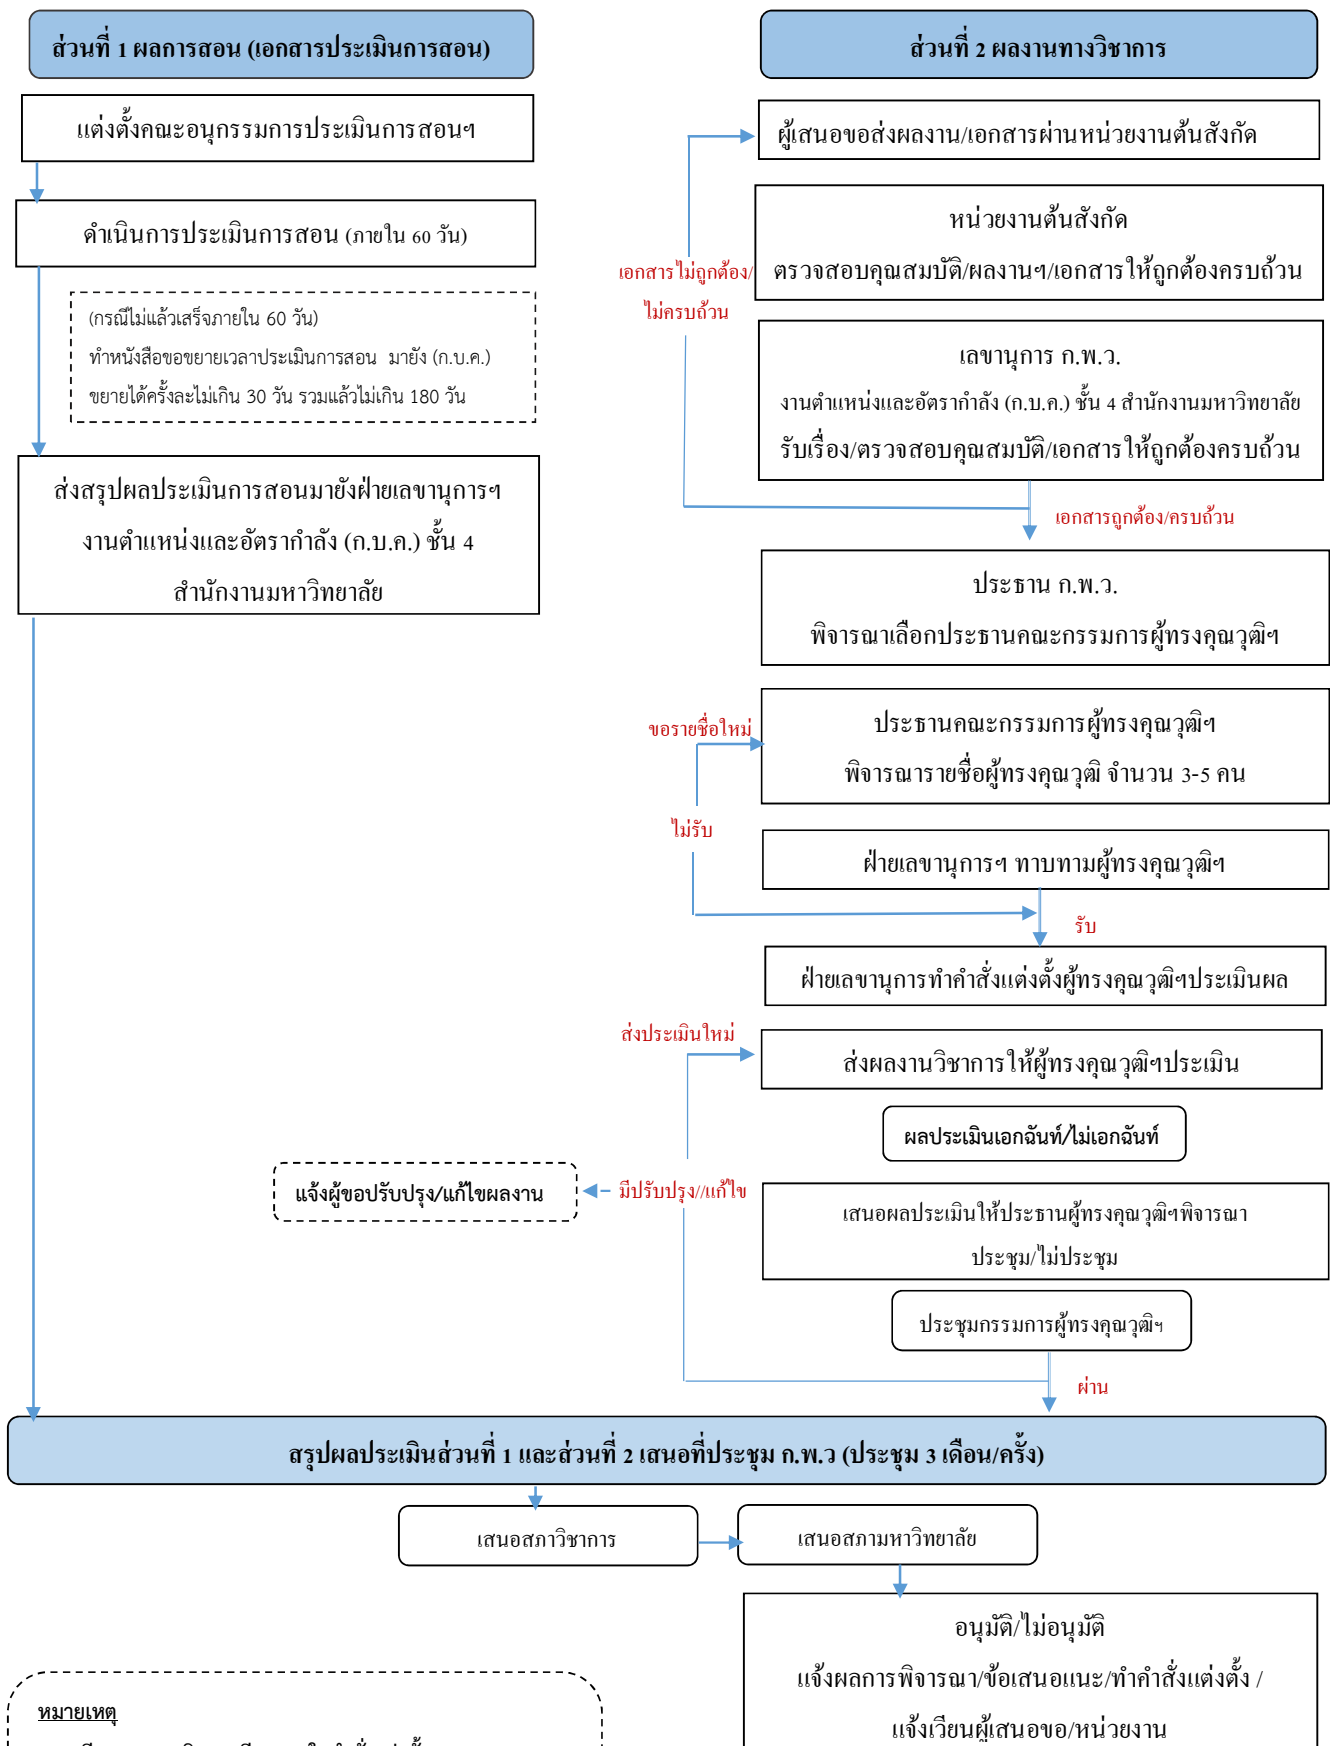 ส่วนที่ 1 ผลการสอน (เอกสารประเมินการสอน)
แต่งตั้งคณะอนุกรรมการประเมินการสอนฯ
ดำเนินการประเมินการสอน (ภายใน 60 วัน)
(กรณีไม่แล้วเสร็จภายใน 60 วัน)
ทำหนังสือขอขยายเวลาประเมินการสอน มายัง (ก.บ.ค.)
ขยายได้ครั้งละไม่เกิน 30 วัน รวมแล้วไม่เกิน 180 วัน
ส่งสรุปผลประเมินการสอนมายังฝ่ายเลขานุการฯ
งานตำแหน่งและอัตรากำลัง (ก.บ.ค.) ชั้น 4
สำนักงานมหาวิทยาลัย
ส่วนที่ 2 ผลงานทางวิชาการ
ผู้เสนอขอส่งผลงาน/เอกสารผ่านหน่วยงานต้นสังกัด
หน่วยงานต้นสังกัด
ตรวจสอบคุณสมบัติ/ผลงานฯ/เอกสารให้ถูกต้องครบถ้วน
เอกสารไม่ถูกต้อง/
ไม่ครบถ้วน
เลขานุการ ก.พ.ว.
งานตำแหน่งและอัตรากำลัง (ก.บ.ค.) ชั้น 4 สำนักงานมหาวิทยาลัย
รับเรื่อง/ตรวจสอบคุณสมบัติ/เอกสารให้ถูกต้องครบถ้วน
เอกสารถูกต้อง/ครบถ้วน
ประธาน ก.พ.ว.
พิจารณาเลือกประธานคณะกรรมการผู้ทรงคุณวุฒิฯ
ขอรายชื่อใหม่
ประธานคณะกรรมการผู้ทรงคุณวุฒิฯ
พิจารณารายชื่อผู้ทรงคุณวุฒิ จำนวน 3-5 คน
ไม่รับ
ฝ่ายเลขานุการฯ ทาบทามผู้ทรงคุณวุฒิฯ
รับ
ฝ่ายเลขานุการทำคำสั่งแต่งตั้งผู้ทรงคุณวุฒิฯประเมินผล
ส่งประเมินใหม่
ส่งผลงานวิชาการให้ผู้ทรงคุณวุฒิฯประเมิน
ผลประเมินเอกฉันท์/ไม่เอกฉันท์
แจ้งผู้ขอปรับปรุง/แก้ไขผลงาน
มีปรับปรุง//แก้ไข
เสนอผลประเมินให้ประธานผู้ทรงคุณวุฒิฯพิจารณา
ประชุม/ไม่ประชุม
ประชุมกรรมการผู้ทรงคุณวุฒิฯ
ผ่าน
สรุปผลประเมินส่วนที่ 1 และส่วนที่ 2 เสนอที่ประชุม ก.พ.ว (ประชุม 3 เดือน/ครั้ง)
เสนอสภาวิชาการ
เสนอสภามหาวิทยาลัย
อนุมัติ/ไม่อนุมัติ
แจ้งผลการพิจารณา/ข้อเสนอแนะ/ทำคำสั่งแต่งตั้ง /
แจ้งเวียนผู้เสนอขอ/หน่วยงาน
หมายเหตุ